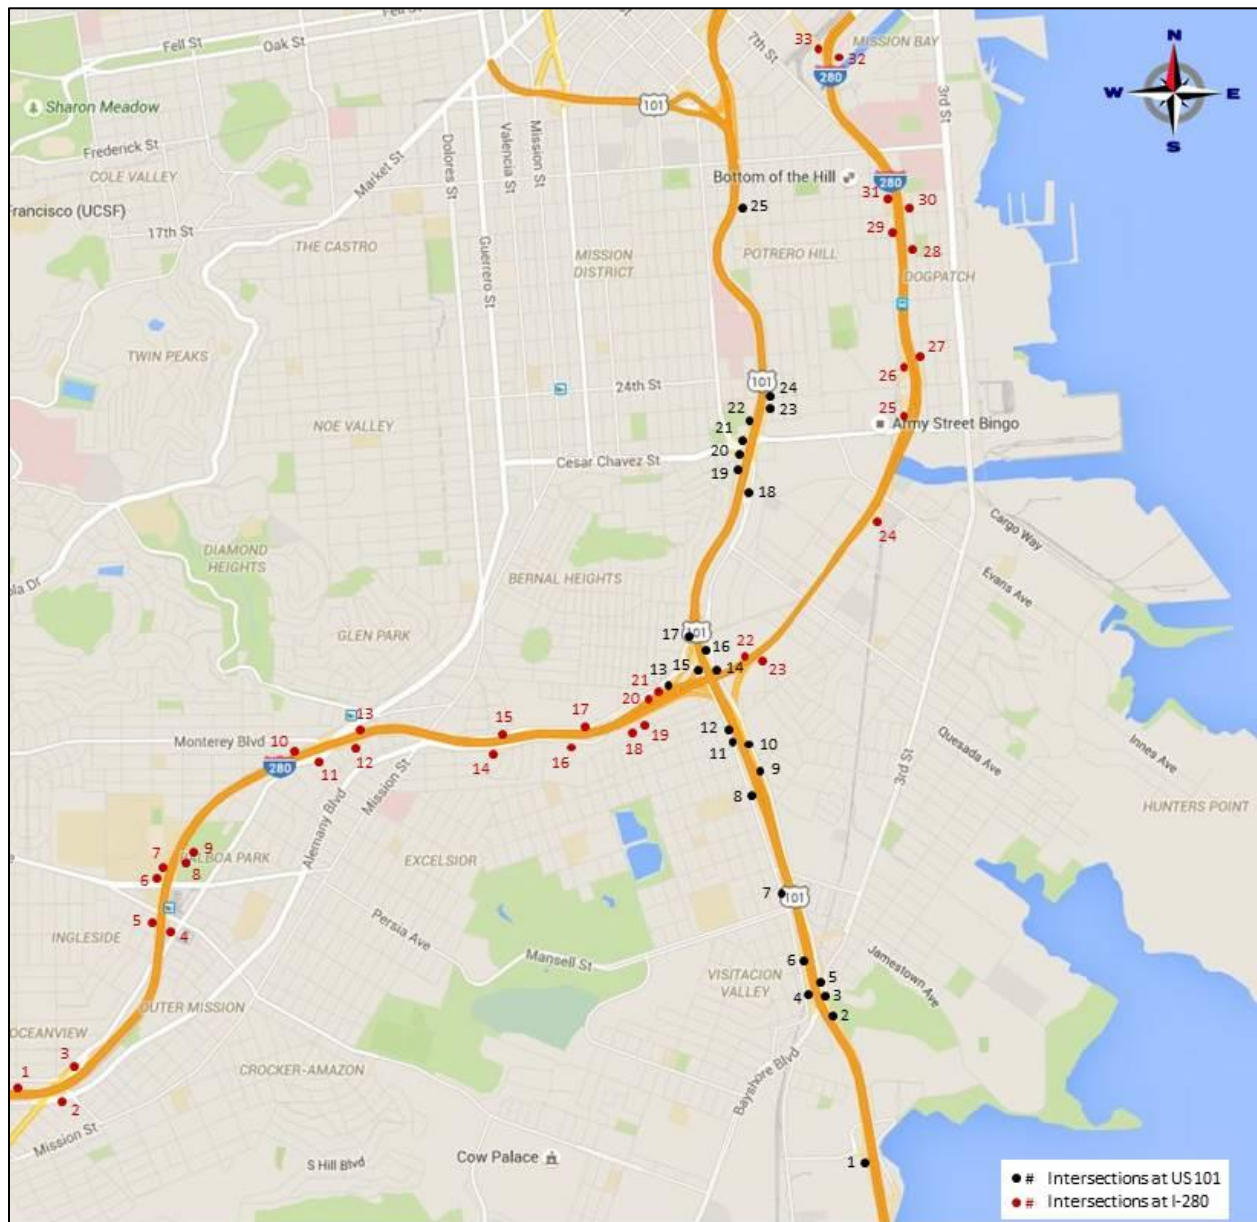 Fell St
Oak St
Fell St
St
7th St
33
MISSION BAY
32
280
N
W
E
S
Sharon Meadow
101
3rd St
Frederick St
COLE VALLEY
Market St
Dolores St
Valencia St
Mission St
Bottom of the Hill
280
Francisco (UCSF)
17th St
THE CASTRO
25
31
30
29
28
Guerrero St
MISSION
DISTRICT
POTRERO HILL
DOGPATCH
TWIN PEAKS
24th St
101
24
23
27
26
22
21
20
19
25
Army Street Bingo
NOE VALLEY
Cesar Chavez St
18
24
Cargo Way
DIAMOND
HEIGHTS
BERNAL HEIGHTS
Evans Ave
ola Dr
GLEN PARK
17
101
16
15
14
22
23
13
21
20
13
17
15
19
18
12
11
10
9
8
Monterey Blvd
10
280
11
12
14
16
Mission St
Alemany Blvd
3rd St
Quesada Ave
Innes Ave
HUNTERS POINT
9
7
8
6
BALBOA PARK
EXCELSIOR
7
101
5
4
INGLESIDE
Persia Ave
Mansell St
VISITACION
VALLEY
6
5
4
3
2
Jamestown Ave
OUTER MISSION
OCEANVIEW
3
1
2
CROCKER-AMAZON
Bayshore Blvd
Mission St
S Hill Blvd
Cow Palace
1
# Intersections at US101
# Intersections at I-280